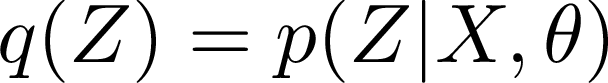 q(Z) = p(Z|X, θ)